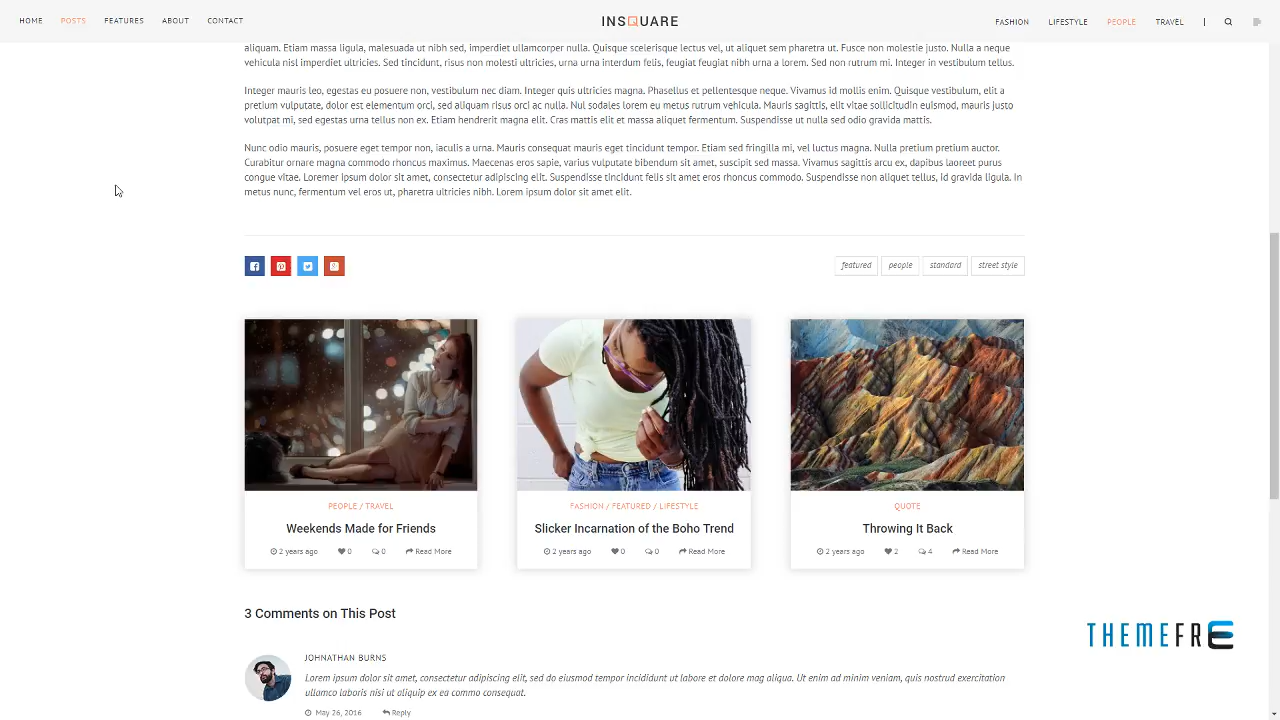 HOME POSTS FEATURES ABOUT CONTACT INSQUARE FASHION LIFESTYLE PEOPLE TRAVEL |
aliquam. Etiam massa ligula, malesuada ut nibh sed, imperdiet ullamcorper nulla. Quisque scelerisque lectus vel, ut aliquet sem pharetra ut. Fusce non molestie justo. Nulla a neque
vehicula nisl imperdiet ultricies. Sed tincidunt, risus non molesti ultricies, urna urna interdum felis, feugiat feugiat nibh urna a lorem. Sed non rutrum mi. Integer in vestibulum tellus.
Integer mauris leo, egestas eu posuere non, vestibulum nec diam. Integer quis ultricies magna. Phasellus et pellentesque neque. Vivamus id mollis enim. Quisque vestibulum, elit a
pretium vulputate, dolor est elementum orci, sed aliquam risus orci ac nulla. Nul sodales lorem eu metus rutrum vehicula. Mauris sagittis, elit vitae sollicitudin euismod, mauris justo
volutpat mi, sed egestas urna tellus non ex. Etiam hendrerit magna elit. Cras mattis elit et massa aliquet fermentum. Suspendisse ut nulla sed odio gravida mattis.
Nunc odio mauris, posuere eget tempor non, iaculis a urna. Mauris consequat mauris eget tincidunt tempor. Etiam sed fringilla mi, vel luctus magna. Nulla pretium pretium auctor.
Curabitur ornare magna commodo rhoncus maximus. Maecenas eros sapie, varius vulputate bibendum sit amet, suscipit sed massa. Vivamus sagittis arcu ex, dapibus laoreet purus
congue vitae. Loremer ipsum dolor sit amet, consectetur adipiscing elit. Suspendisse tincidunt felis sit amet eros rhoncus commodo. Suspendisse non aliquet tellus, id gravida ligula. In
metus nunc, fermentum vel eros ut, pharetra ultricies nibh. Lorem ipsum dolor sit amet elit.
featured people standard street style
PEOPLE / TRAVEL
Weekends Made for Friends
2 years ago 0 0 Read More
FASHION / FEATURED / LIFESTYLE
Slicker Incarnation of the Boho Trend
2 years ago 0 0 Read More
QUOTE
Throwing It Back
2 years ago 2 4 Read More
3 Comments on This Post
THEMEFRE
JOHNATHAN BURNS
Lorem ipsum dolor sit amet, consectetur adipiscing elit, sed do eiusmod tempor incididunt ut labore et dolore mag aliqua. Ut enim ad minim veniam, quis nostrud exercitation
ullamco laboris nisi ut aliquip ex ea commo consequat.
May 26, 2016 Reply